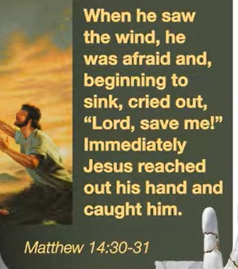 When he saw
the wind, he
was afraid and,
beginning to
sink, cried out,
“Lord, save me!”
Immediately
Jesus reached
out his hand and
caught him.
Matthew 14:30-31